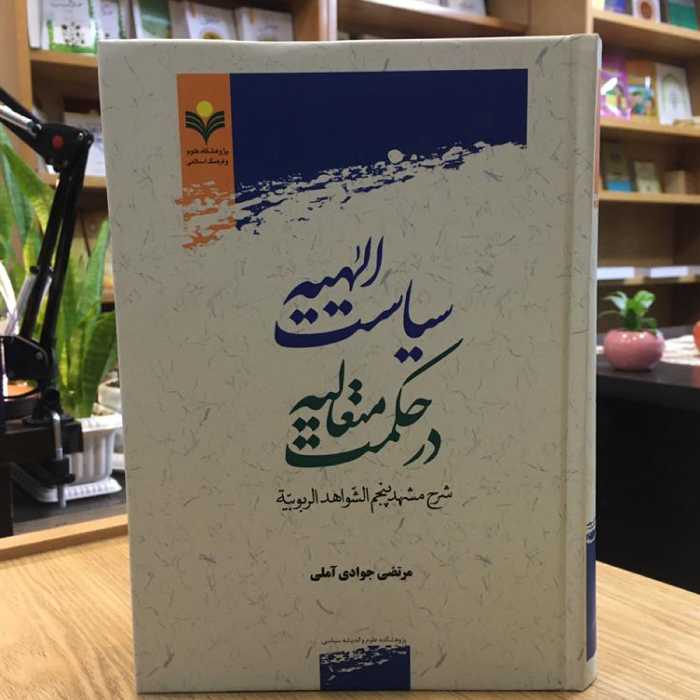 پژوهشگاه علوم
و فرهنگ اسلامی
سیاست الهیه
در حکمت متعالیه
شرح مشهد پنجم الشواهد الربوبیّة
مرتضی جوادی آملی
پژوهشکده علوم و اندیشه سیاسی